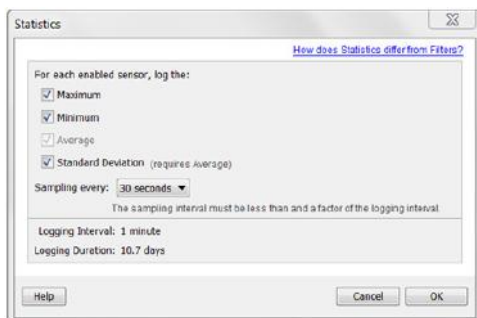 Statistics
How does Statistics differ from Filters?
For each enabled sensor, log the:
Maximum
Minimum
Average
Standard Deviation (requires Average)
Sampling every: 30 seconds
The sampling interval must be less than and a factor of the logging interval.
Logging Interval: 1 minute
Logging Duration: 10.7 days
Help Cancel OK